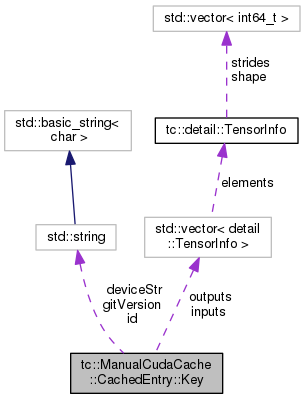 std::vector< int64_t >
strides
shape
std::basic_string<
char >
tc::detail::TensorInfo
elements
std::string
std::vector< detail
::TensorInfo >
deviceStr
gitVersion
id
outputs
inputs
tc::ManualCudaCache
::CachedEntry::Key